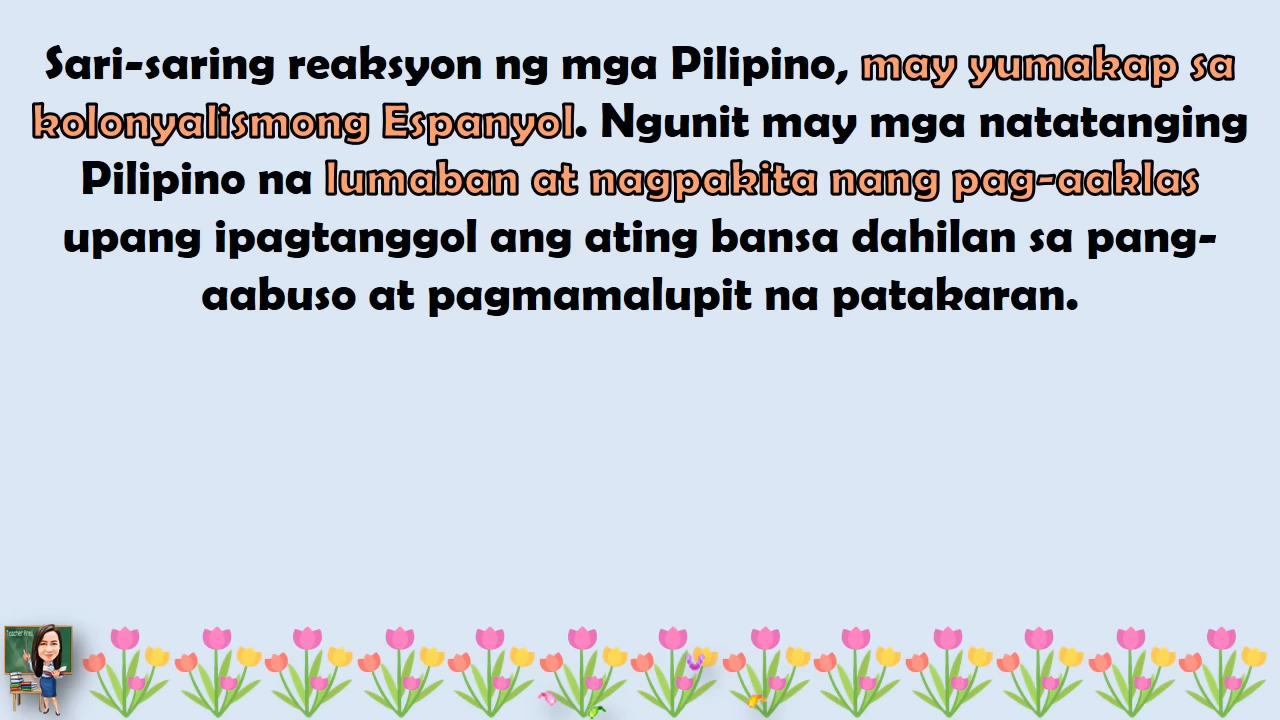 Sari-saring reaksyon ng mga Pilipino, may yumakap sa
kolonyalismong Espanyol. Ngunit may mga natatanging
Pilipino na lumaban at nagpakita nang pag-aaklas
upang ipagtanggol ang ating bansa dahilan sa pang-
aabuso at pagmamalupit na patakaran.